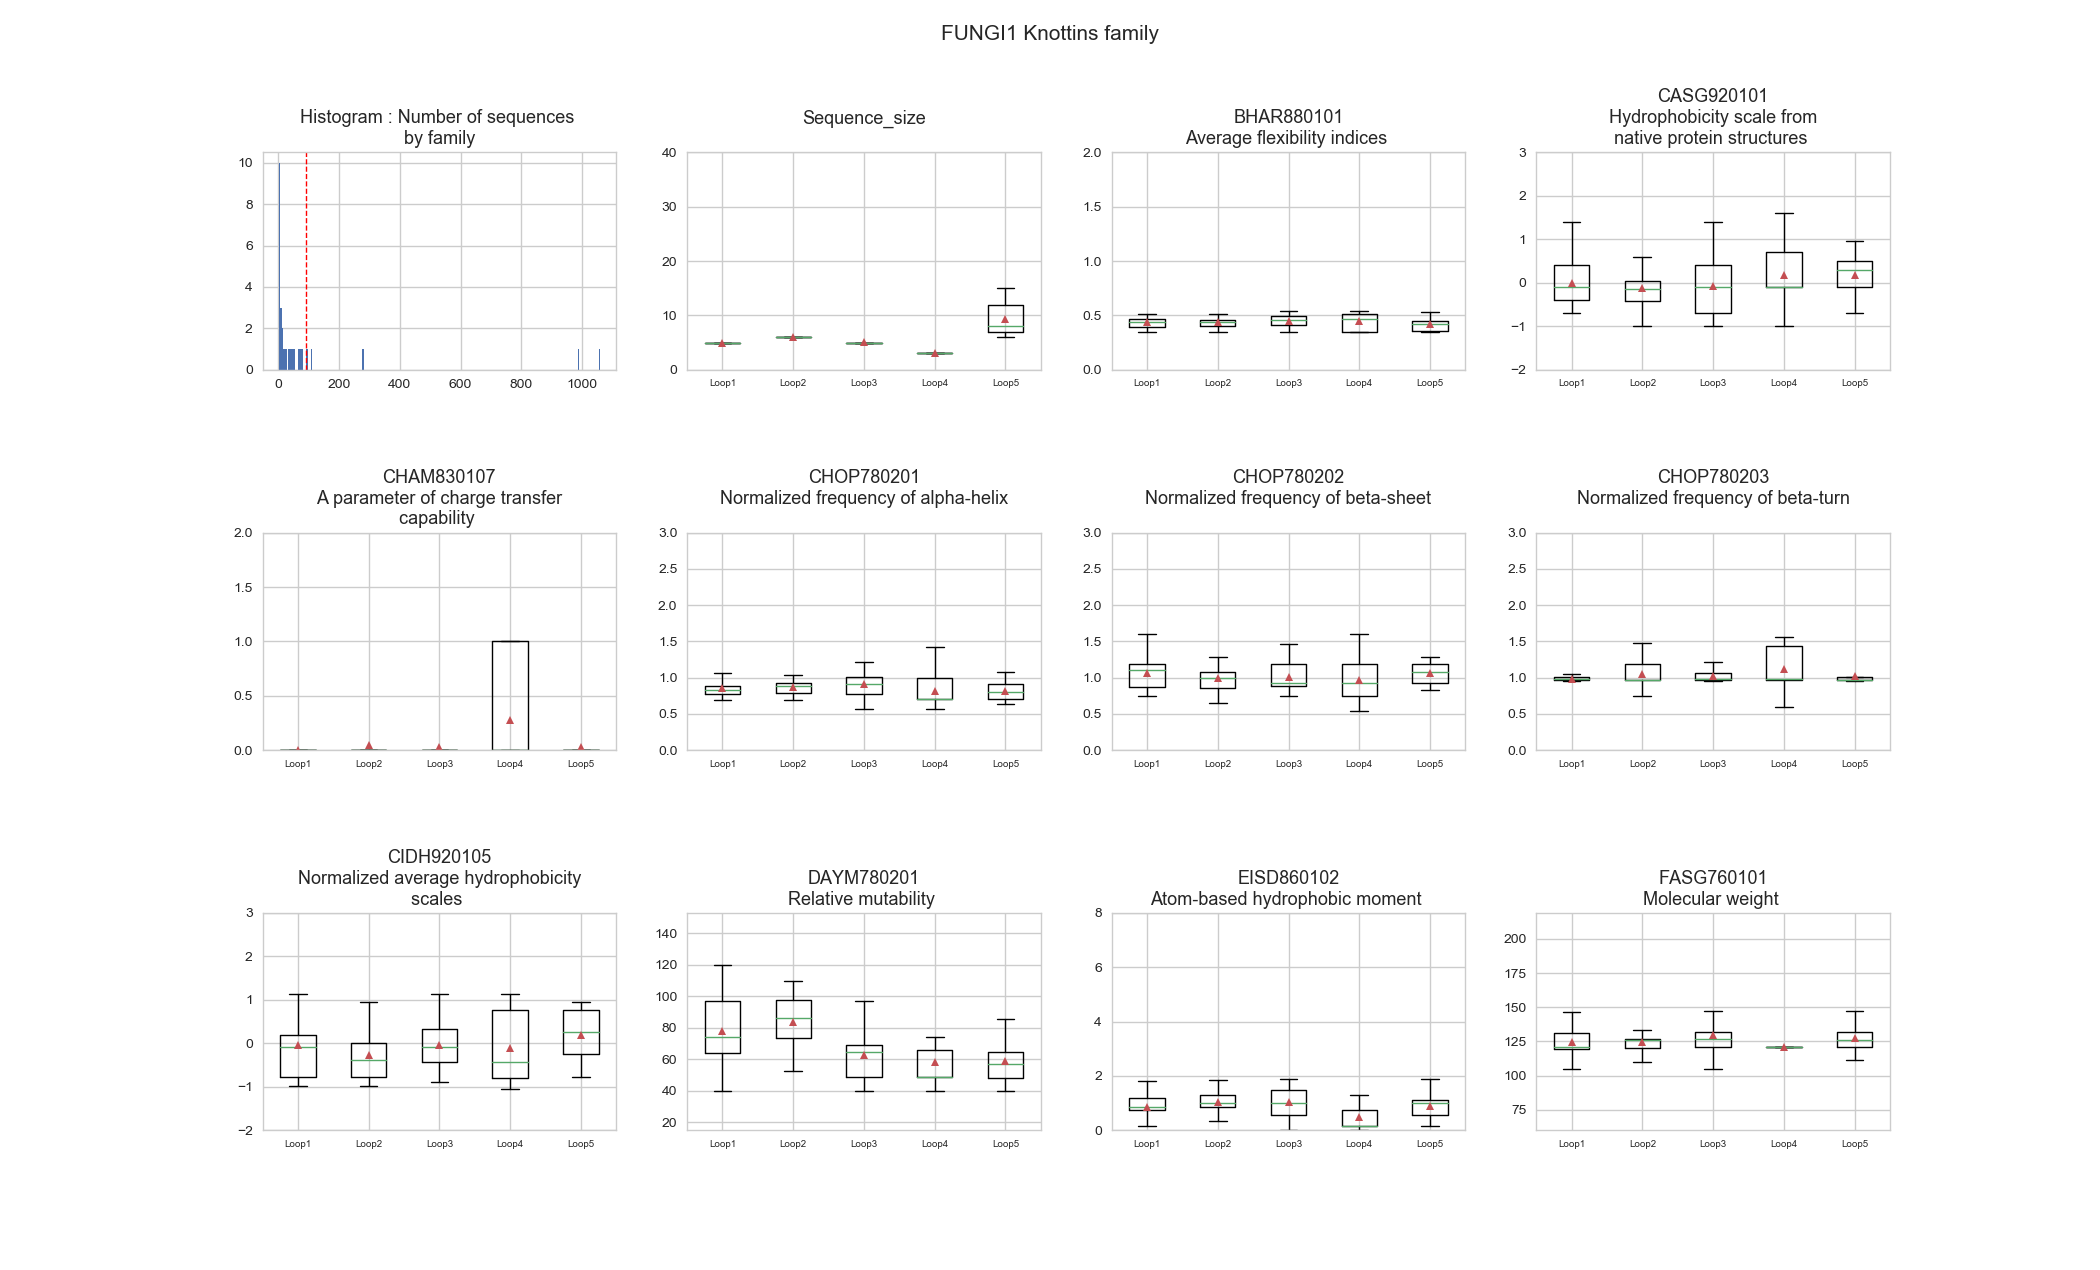 FUNGI1 Knottins family
Histogram : Number of sequences
by family
10
8
6
4
2
0
0 200 400 600 800 1000
Sequence_size
40
30
20
10
0
Loop1 Loop2 Loop3 Loop4 Loop5
BHAR880101
Average flexibility indices
2.0
1.5
1.0
0.5
0.0
Loop1 Loop2 Loop3 Loop4 Loop5
CASG920101
Hydrophobicity scale from
native protein structures
3
2
1
0
−1
−2
Loop1 Loop2 Loop3 Loop4 Loop5
CHAM830107
A parameter of charge transfer
capability
2.0
1.5
1.0
0.5
0.0
Loop1 Loop2 Loop3 Loop4 Loop5
CHOP780201
Normalized frequency of alpha-helix
3.0
2.5
2.0
1.5
1.0
0.5
0.0
Loop1 Loop2 Loop3 Loop4 Loop5
CHOP780202
Normalized frequency of beta-sheet
3.0
2.5
2.0
1.5
1.0
0.5
0.0
Loop1 Loop2 Loop3 Loop4 Loop5
CHOP780203
Normalized frequency of beta-turn
3.0
2.5
2.0
1.5
1.0
0.5
0.0
Loop1 Loop2 Loop3 Loop4 Loop5
CIDH920105
Normalized average hydrophobicity
scales
3
2
1
0
−1
−2
Loop1 Loop2 Loop3 Loop4 Loop5
DAYM780201
Relative mutability
140
120
100
80
60
40
20
Loop1 Loop2 Loop3 Loop4 Loop5
EISD860102
Atom-based hydrophobic moment
8
6
4
2
0
Loop1 Loop2 Loop3 Loop4 Loop5
FASG760101
Molecular weight
200
175
150
125
100
75
Loop1 Loop2 Loop3 Loop4 Loop5